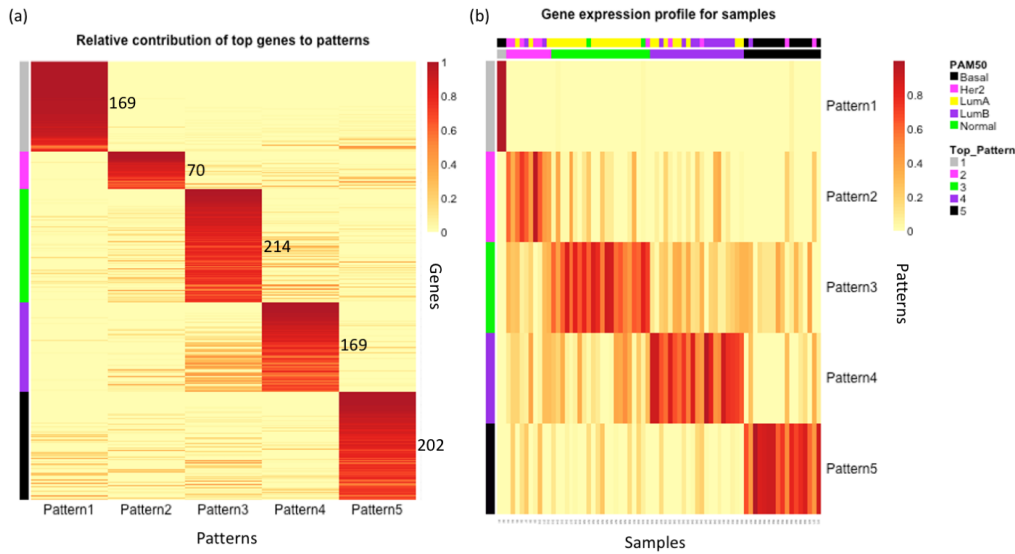 (a)
Relative contribution of top genes to patterns
169
70
214
169
202
1
0.8
0.6
0.4
0.2
0
Genes
Pattern1 Pattern2 Pattern3 Pattern4 Pattern5
Patterns
(b)
Gene expression profile for samples
Pattern1
Pattern2
Pattern3
Pattern4
Pattern5
0.8
0.6
0.4
0.2
0
Patterns
Samples
PAM50
Basal
Her2
LumA
LumB
Normal
Top_Pattern
1
2
3
4
5